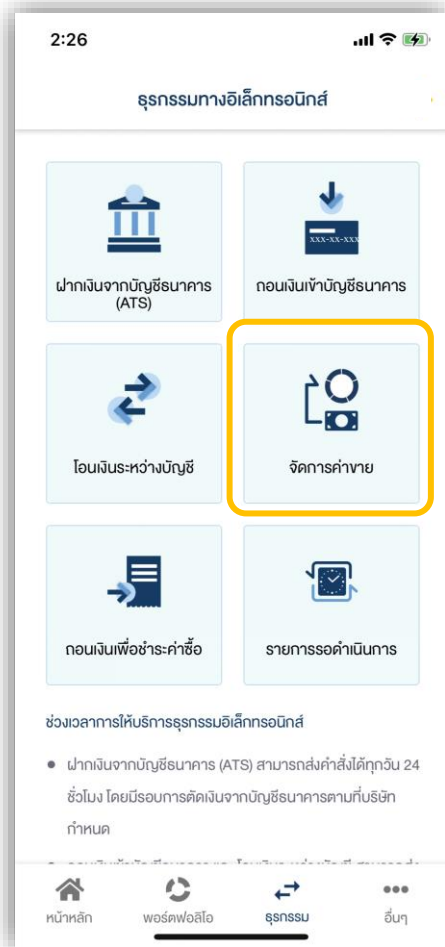 2:26
ธุรกรรมทางอิเล็กทรอนิกส์
ฝากเงินจากบัญชีธนาคาร
(ATS)
xxx-xx-xxx
ถอนเงินเข้าบัญชีธนาคาร
โอนเงินระหว่างบัญชี
จัดการค่าขาย
ถอนเงินเพื่อชำระค่าซื้อ
รายการรอดำเนินการ
ช่วงเวลาการให้บริการธุรกรรมอิเล็กทรอนิกส์
• ฝากเงินจากบัญชีธนาคาร (ATS) สามารถส่งคำสั่งได้ทุกวัน 24
ชั่วโมง โดยมีรอบการตัดเงินจากบัญชีธนาคารตามที่บริษัท
กำหนด
หน้าหลัก
พอร์ตฟอลิโอ
ธุรกรรม
อื่นๆ